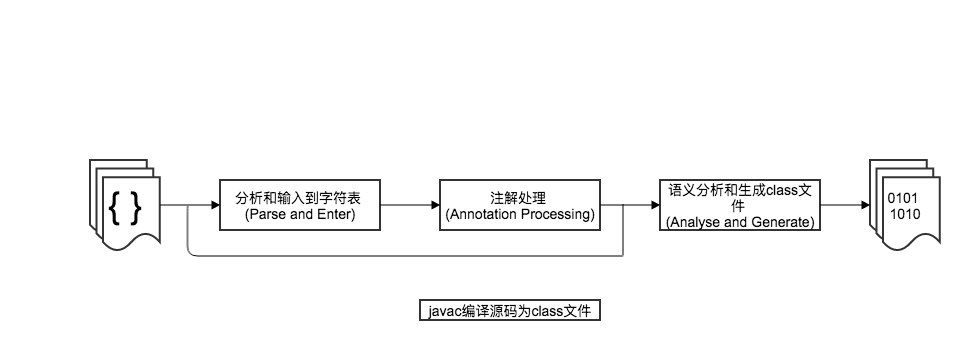 { }
分析和输入到字符表
(Parse and Enter)
注解处理
(Annotation Processing)
语义分析和生成class文
件
(Analyse and Generate)
0101
1010
javac编译源码为class文件